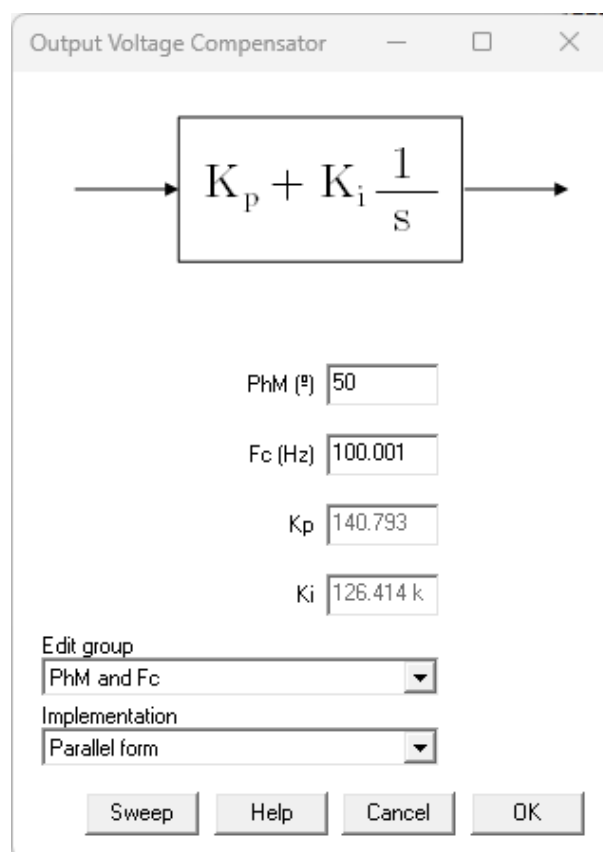 Output Voltage Compensator
Kp + Ki 1/s
PhM (º) 50
Fc (Hz) 100.001
Kp 140.793
Ki 126.414 k
Edit group
PhM and Fc
Implementation
Parallel form
Sweep Help Cancel OK